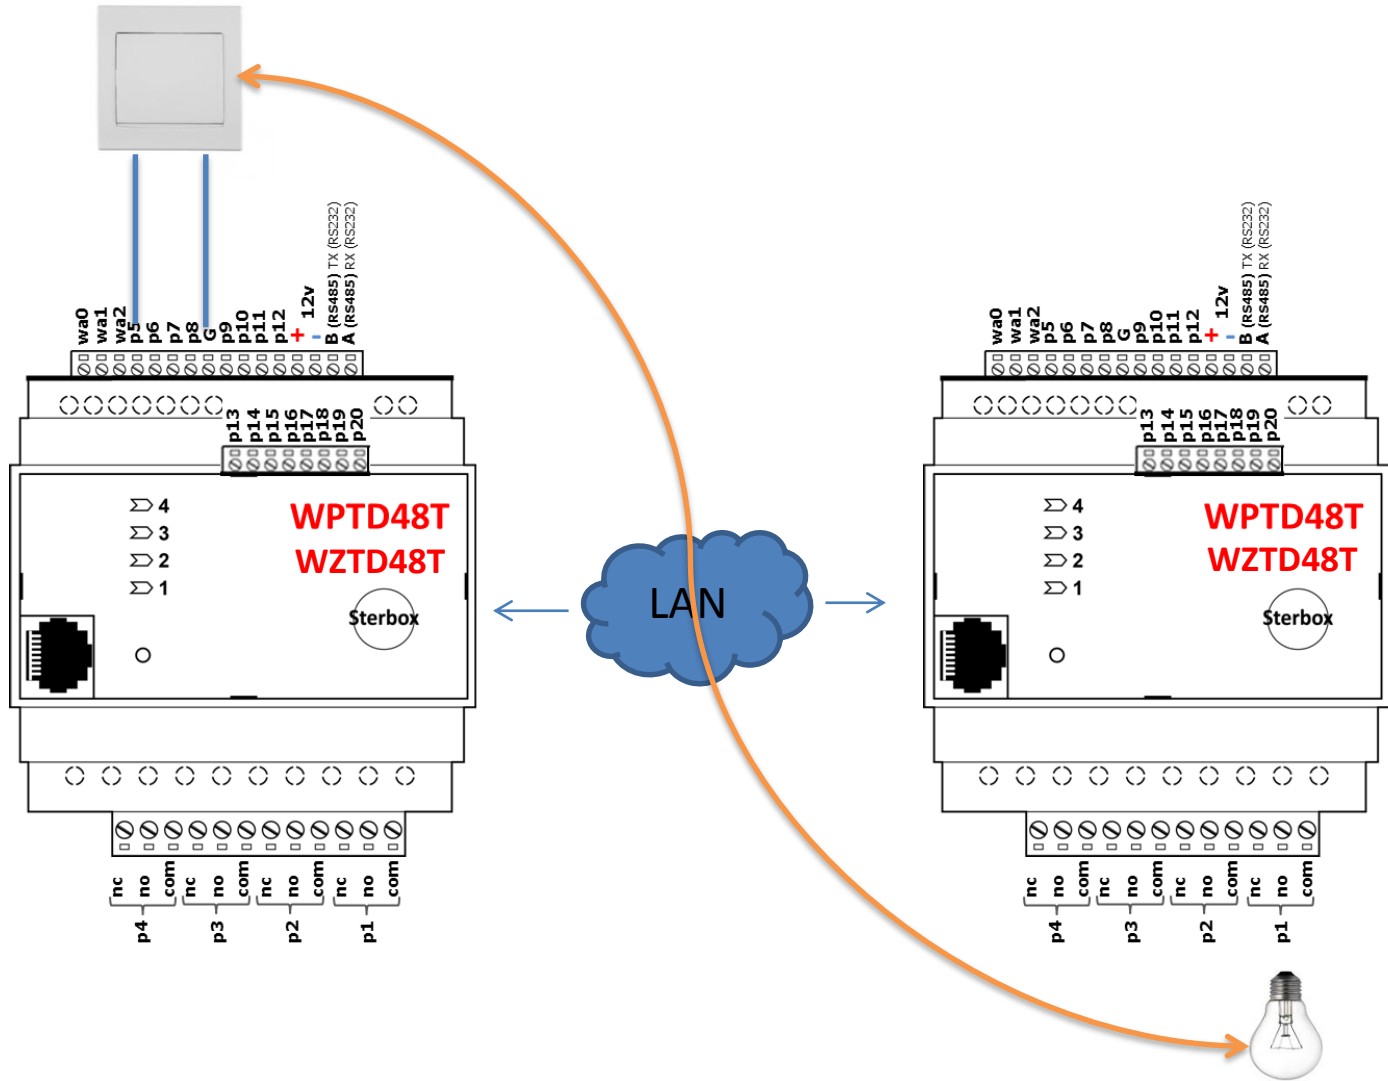 wa0
wa1
wa2
p5
p6
p7
p8
G
p9
p10
p11
p12
+
- 12v
B (RS485) TX (RS232)
A (RS485) RX (RS232)
p13
p14
p15
p16
p17
p18
p19
p20
4
3
2
1
WPTD48T
WZTD48T
Sterbox
nc
no
com
nc
no
com
nc
no
com
nc
no
com
p4
p3
p2
p1
LAN
wa0
wa1
wa2
p5
p6
p7
p8
G
p9
p10
p11
p12
+
- 12v
B (RS485) TX (RS232)
A (RS485) RX (RS232)
p13
p14
p15
p16
p17
p18
p19
p20
4
3
2
1
WPTD48T
WZTD48T
Sterbox
nc
no
com
nc
no
com
nc
no
com
nc
no
com
p4
p3
p2
p1